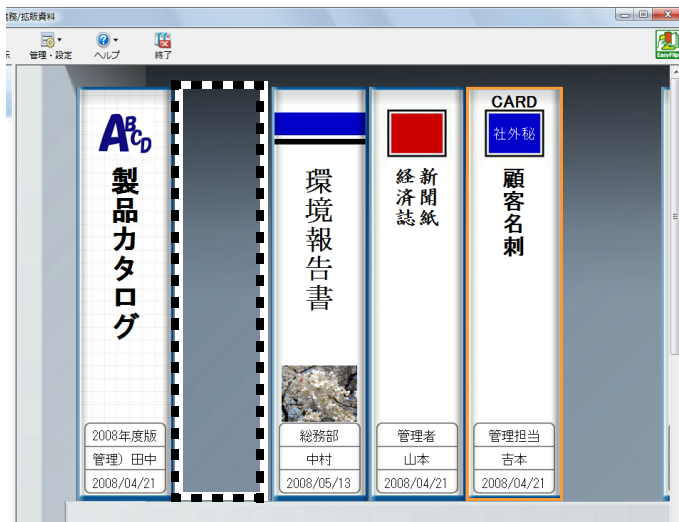 務/拡販資料
管理・設定
ヘルプ
終了
EasyFlip
ABCD
製品カタログ
2008年度版
管理）田中
2008/04/21
環境報告書
総務部
中村
2008/05/13
新聞紙
経済誌
管理者
山本
2008/04/21
CARD
社外秘
顧客名刺
管理担当
吉本
2008/04/21